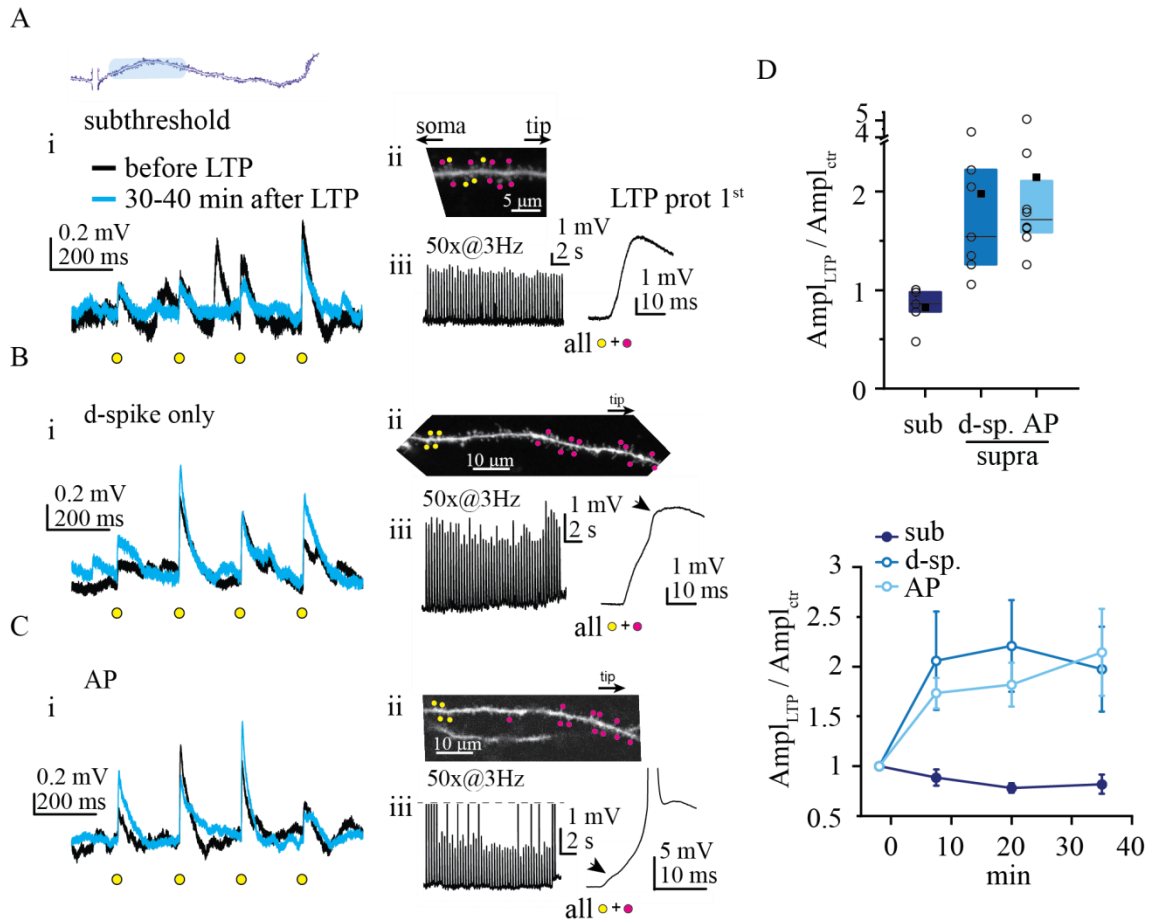 A
subthreshold
i
before LTP
30-40 min after LTP
0.2 mV
200 ms
soma
tip
ii
5 μm
LTP prot 1st
50x@3Hz
1 mV
2 s
iii
1 mV
10 ms
all + 
B
d-spike only
i
0.2 mV
200 ms
tip
ii
10 μm
50x@3Hz
1 mV
2 s
iii
1 mV
10 ms
all + 
C
AP
i
0.2 mV
200 ms
tip
ii
10 μm
50x@3Hz
iii
1 mV
2 s
5 mV
10 ms
all + 
D
5
4
2
1
0
AmplLTP / Amplctr
sub
d-sp. AP
supra
sub
d-sp.
AP
3
2.5
2
1.5
1
0.5
AmplLTP / Amplctr
0 10 20 30 40
min